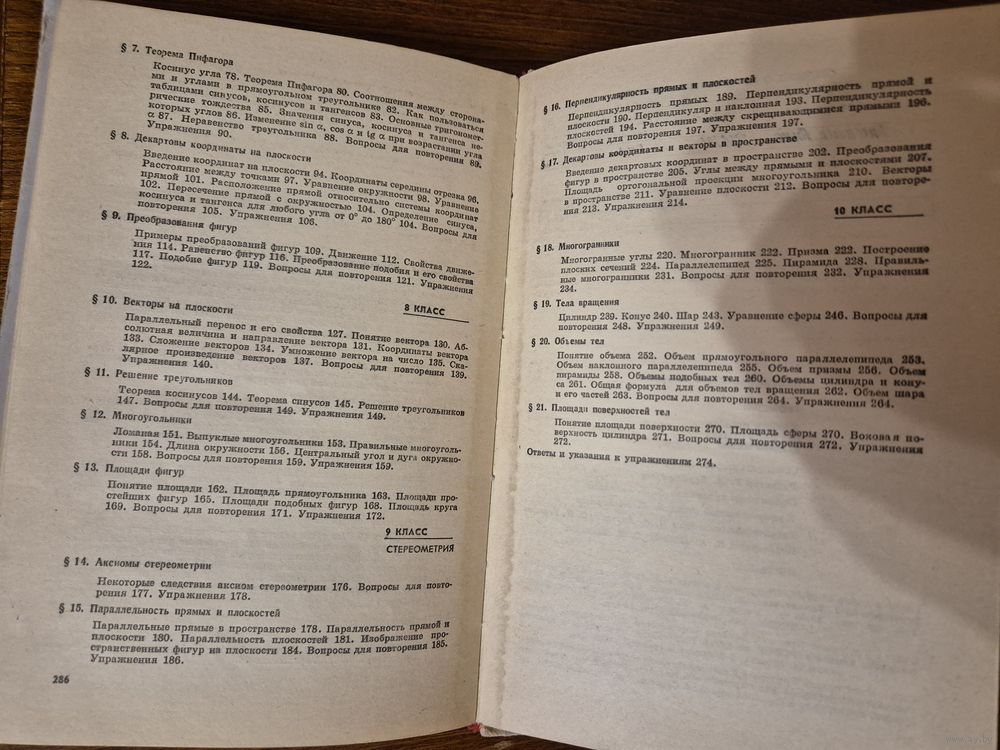 § 7. Теорема Пифагора
Косинус угла 78. Теорема Пифагора 80. Соотношения между сторона-
ми и углами в прямоугольном треугольнике 82. Как пользоваться
таблицами синусов, косинусов и тангенсов 83. Основные тригономет-
рические тождества 85. Значения синуса, косинуса и тангенса не-
которых углов 86. Изменение sin α, cos α и tg α при возрастании угла
α 87. Неравенство треугольника 88. Вопросы для повторения 89.
Упражнения 90.
§ 8. Декартовы координаты на плоскости
Введение координат на плоскости 94. Координаты середины отрезка 96.
Расстояние между точками 97. Уравнение окружности 98. Уравнение
прямой 101. Расположение прямой относительно системы координат
102. Пересечение прямой с окружностью 104. Определение синуса,
косинуса и тангенса для любого угла от 0° до 180° 104. Вопросы для
повторения 105. Упражнения 106.
§ 9. Преобразования фигур
Примеры преобразований фигур 109. Движение 112. Свойства движе-
ния 114. Равенство фигур 116. Преобразование подобия и его свойства
117. Подобие фигур 119. Вопросы для повторения 121. Упражнения
122.
8 КЛАСС
§ 10. Векторы на плоскости
Параллельный перенос и его свойства 127. Понятие вектора 130. Аб-
солютная величина и направление вектора 131. Координаты вектора
133. Сложение векторов 134. Умножение вектора на число 135. Ска-
лярное произведение векторов 137. Вопросы для повторения 139.
Упражнения 140.
§ 11. Решение треугольников
Теорема косинусов 144. Теорема синусов 145. Решение треугольников
147. Вопросы для повторения 149. Упражнения 149.
§ 12. Многоугольники
Ломаная 151. Выпуклые многоугольники 153. Правильные многоуголь-
ники 154. Длина окружности 156. Центральный угол и дуга окружно-
сти 158. Вопросы для повторения 159. Упражнения 159.
§ 13. Площади фигур
Понятие площади 162. Площадь прямоугольника 163. Площади про-
стейших фигур 165. Площади подобных фигур 168. Площадь круга
169. Вопросы для повторения 171. Упражнения 172.
9 КЛАСС
СТЕРЕОМЕТРИЯ
§ 14. Аксиомы стереометрии
Некоторые следствия аксиом стереометрии 176. Вопросы для повто-
рения 177. Упражнения 178.
§ 15. Параллельность прямых и плоскостей
Параллельные прямые в пространстве 178. Параллельность прямой и
плоскости 180. Параллельность плоскостей 181. Изображение про-
странственных фигур на плоскости 184. Вопросы для повторения 185.
Упражнения 186.
286
§ 16. Перпендикулярность прямых и плоскостей
Перпендикулярность прямых 189. Перпендикулярность прямой и
плоскости 190. Перпендикуляр и наклонная 193. Перпендикулярность
плоскостей 194. Расстояние между скрещивающимися прямыми 196.
Вопросы для повторения 197. Упражнения 197.
§ 17. Декартовы координаты и векторы в пространстве
Введение декартовых координат в пространстве 202. Преобразования
фигур в пространстве 205. Углы между прямыми и плоскостями 207.
Площадь ортогональной проекции многоугольника 210. Векторы
в пространстве 211. Уравнение плоскости 212. Вопросы для повторе-
ния 213. Упражнения 214.
10 КЛАСС
§ 18. Многогранники
Многогранные углы 220. Многогранник 222. Призма 222. Построение
плоских сечений 224. Параллелепипед 225. Пирамида 228. Правиль-
ные многогранники 231. Вопросы для повторения 232. Упражнения
234.
§ 19. Тела вращения
Цилиндр 239. Конус 240. Шар 243. Уравнение сферы 246. Вопросы для
повторения 248. Упражнения 249.
§ 20. Объемы тел
Понятие объема 252. Объем прямоугольного параллелепипеда 253.
Объем наклонного параллелепипеда 255. Объем призмы 256. Объем
пирамиды 258. Объемы подобных тел 260. Объемы цилиндра и кону-
са 261. Общая формула для объемов тел вращения 262. Объем шара
и его частей 263. Вопросы для повторения 264. Упражнения 264.
§ 21. Площади поверхностей тел
Понятие площади поверхности 270. Площадь сферы 270. Боковая по-
верхность цилиндра 271. Вопросы для повторения 272. Упражнения
272.
Ответы и указания к упражнениям 274.